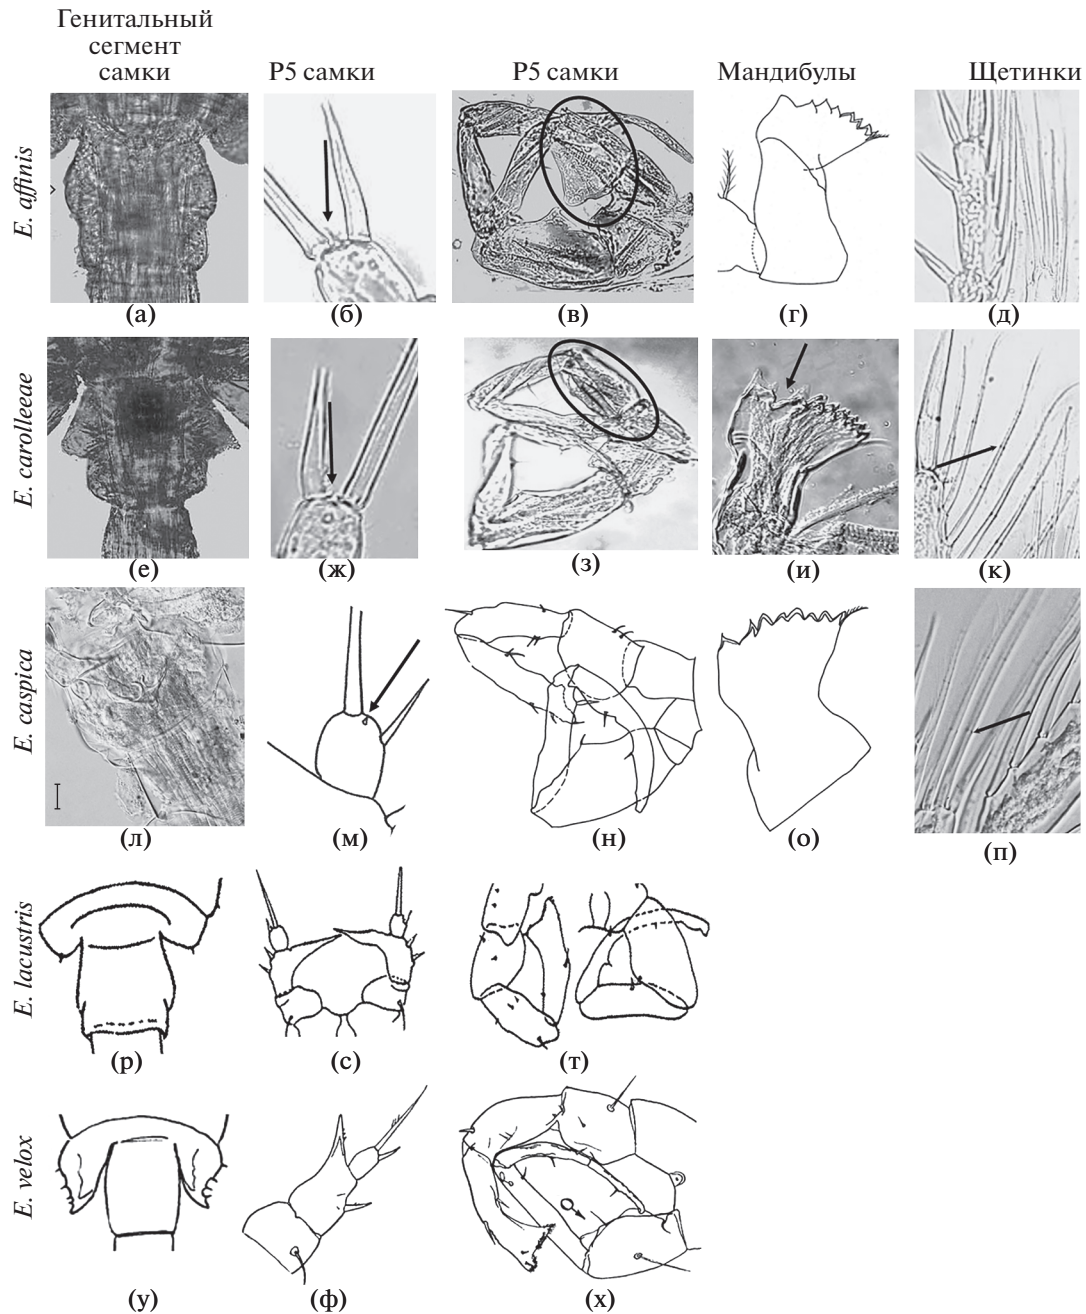 Генитальный
сегмент
самки
P5 самки
P5 самки
Мандибулы
Щетинки
E. affinis
(а)
(б)
(в)
(г)
(д)
E. carolleeae
(е)
(ж)
(з)
(и)
(к)
E. caspica
(л)
(м)
(н)
(о)
(п)
E. lacustris
(р)
(с)
(т)
E. velox
(у)
(ф)
(х)